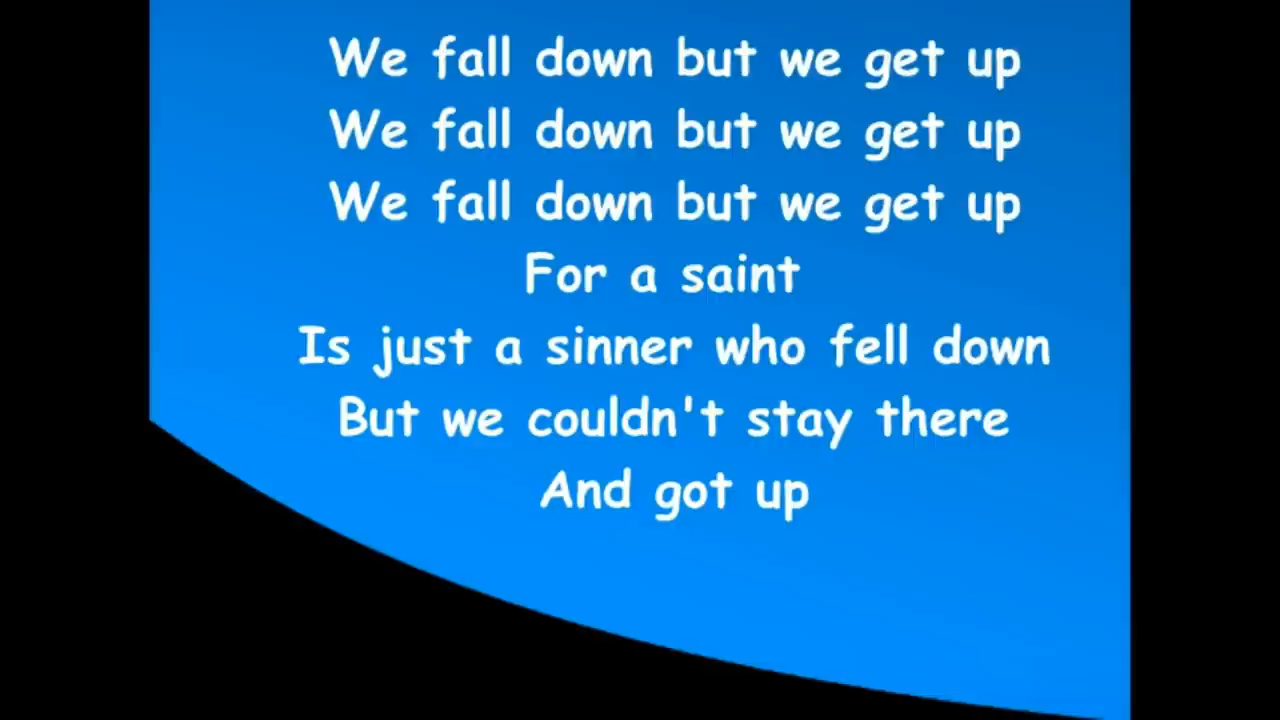 We fall down but we get up
We fall down but we get up
We fall down but we get up
For a saint
Is just a sinner who fell down
But we couldn't stay there
And got up